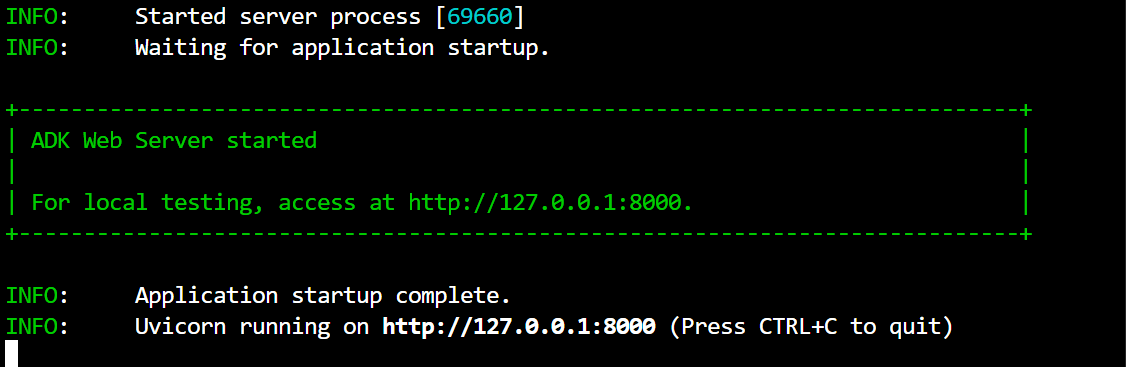 INFO:     Started server process [69660]
INFO:     Waiting for application startup.
+-----------------------------------------------------------------------------+
| ADK Web Server started                                                      |
|                                                                             |
| For local testing, access at http://127.0.0.1:8000.                         |
+-----------------------------------------------------------------------------+
INFO:     Application startup complete.
INFO:     Uvicorn running on http://127.0.0.1:8000 (Press CTRL+C to quit)